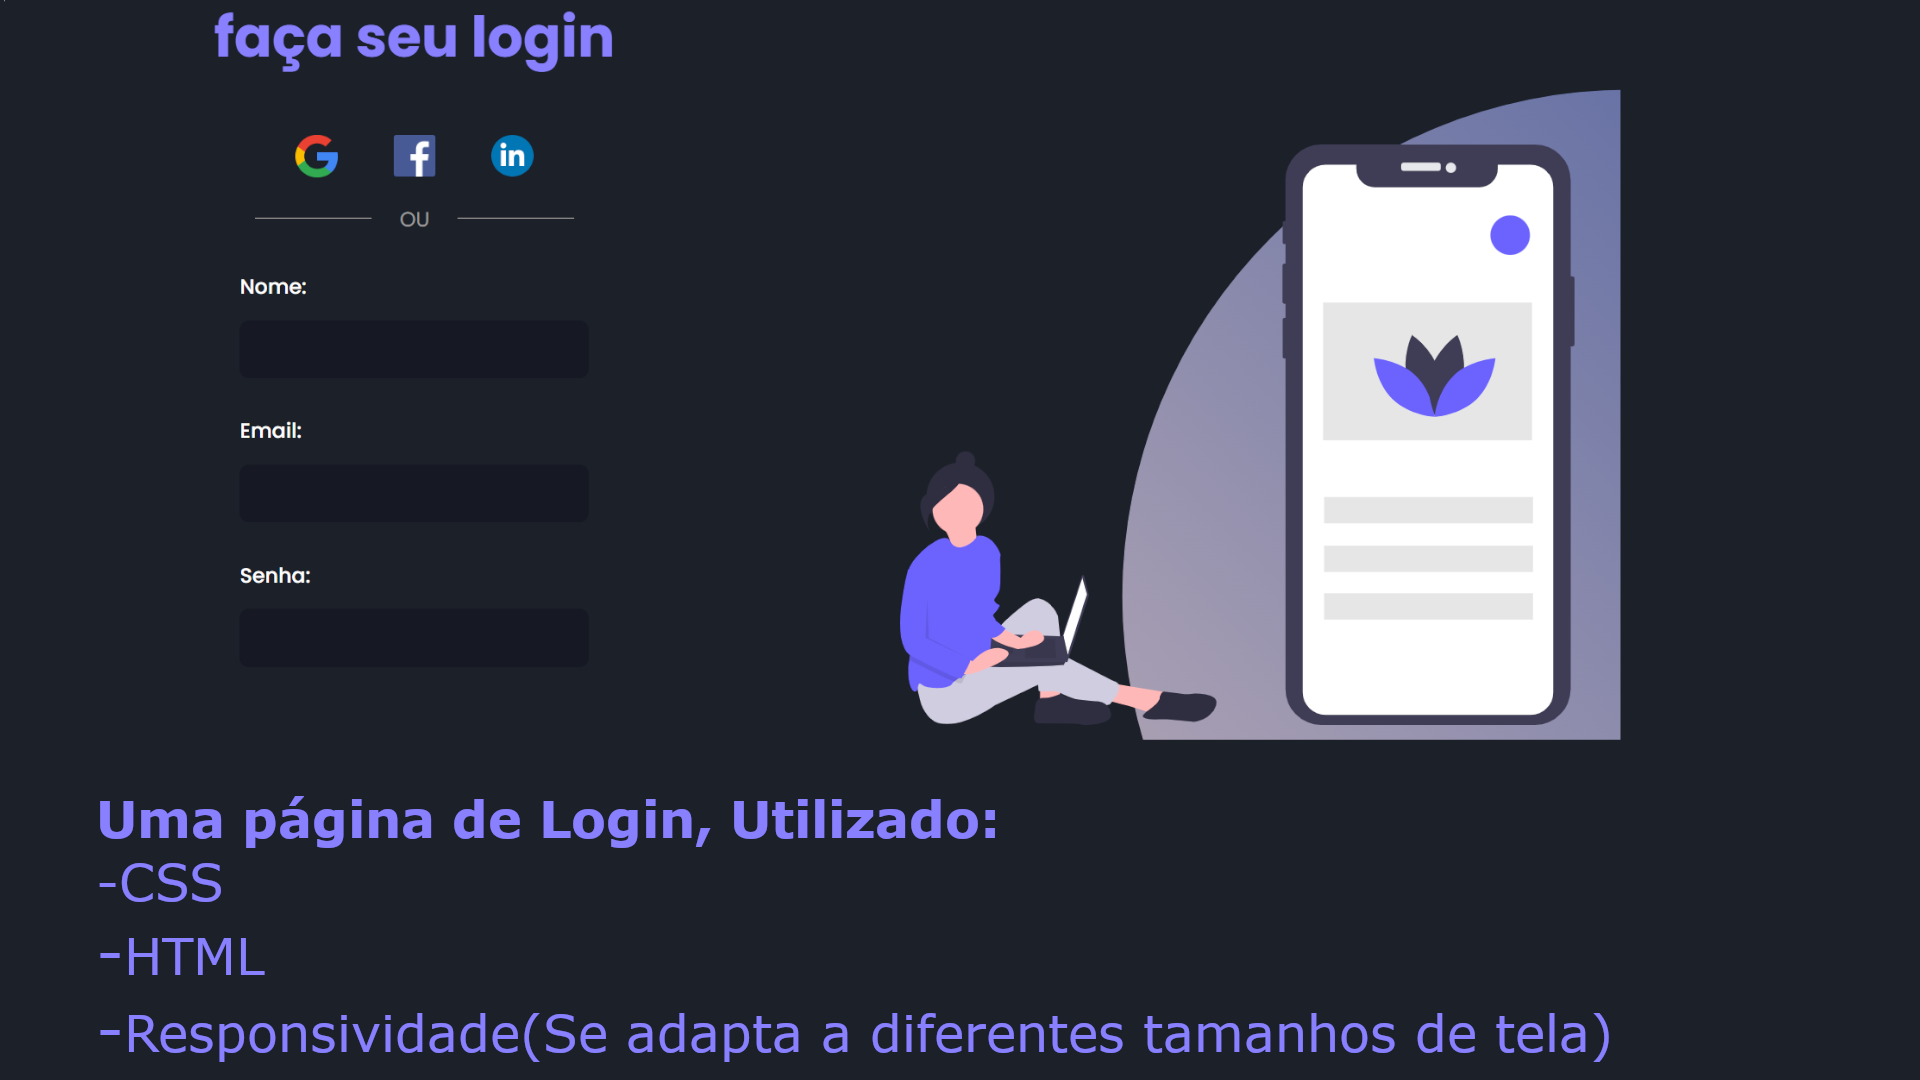 faça seu login
G f in
OU
Nome:
Email:
Senha:
Uma página de Login, Utilizado:
-CSS
-HTML
-Responsividade(Se adapta a diferentes tamanhos de tela)